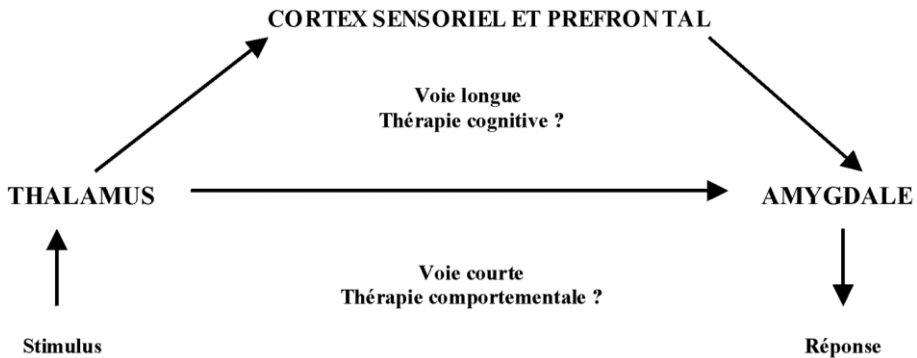 CORTEX SENSORIEL ET PREFRONTAL
Voie longue
Thérapie cognitive ?
THALAMUS
AMYGDALE
Voie courte
Thérapie comportementale ?
Stimulus
Réponse